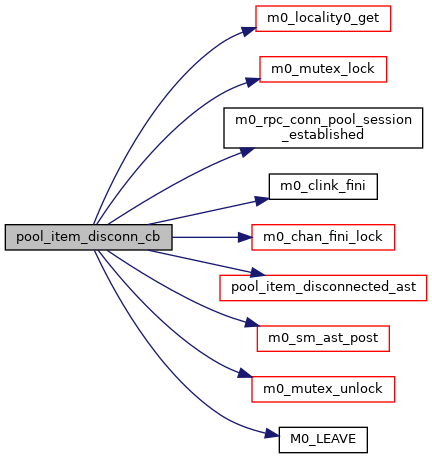 m0_locality0_get
m0_mutex_lock
m0_rpc_conn_pool_session
_established
m0_clink_fini
pool_item_disconn_cb
m0_chan_fini_lock
pool_item_disconnected_ast
m0_sm_ast_post
m0_mutex_unlock
M0_LEAVE